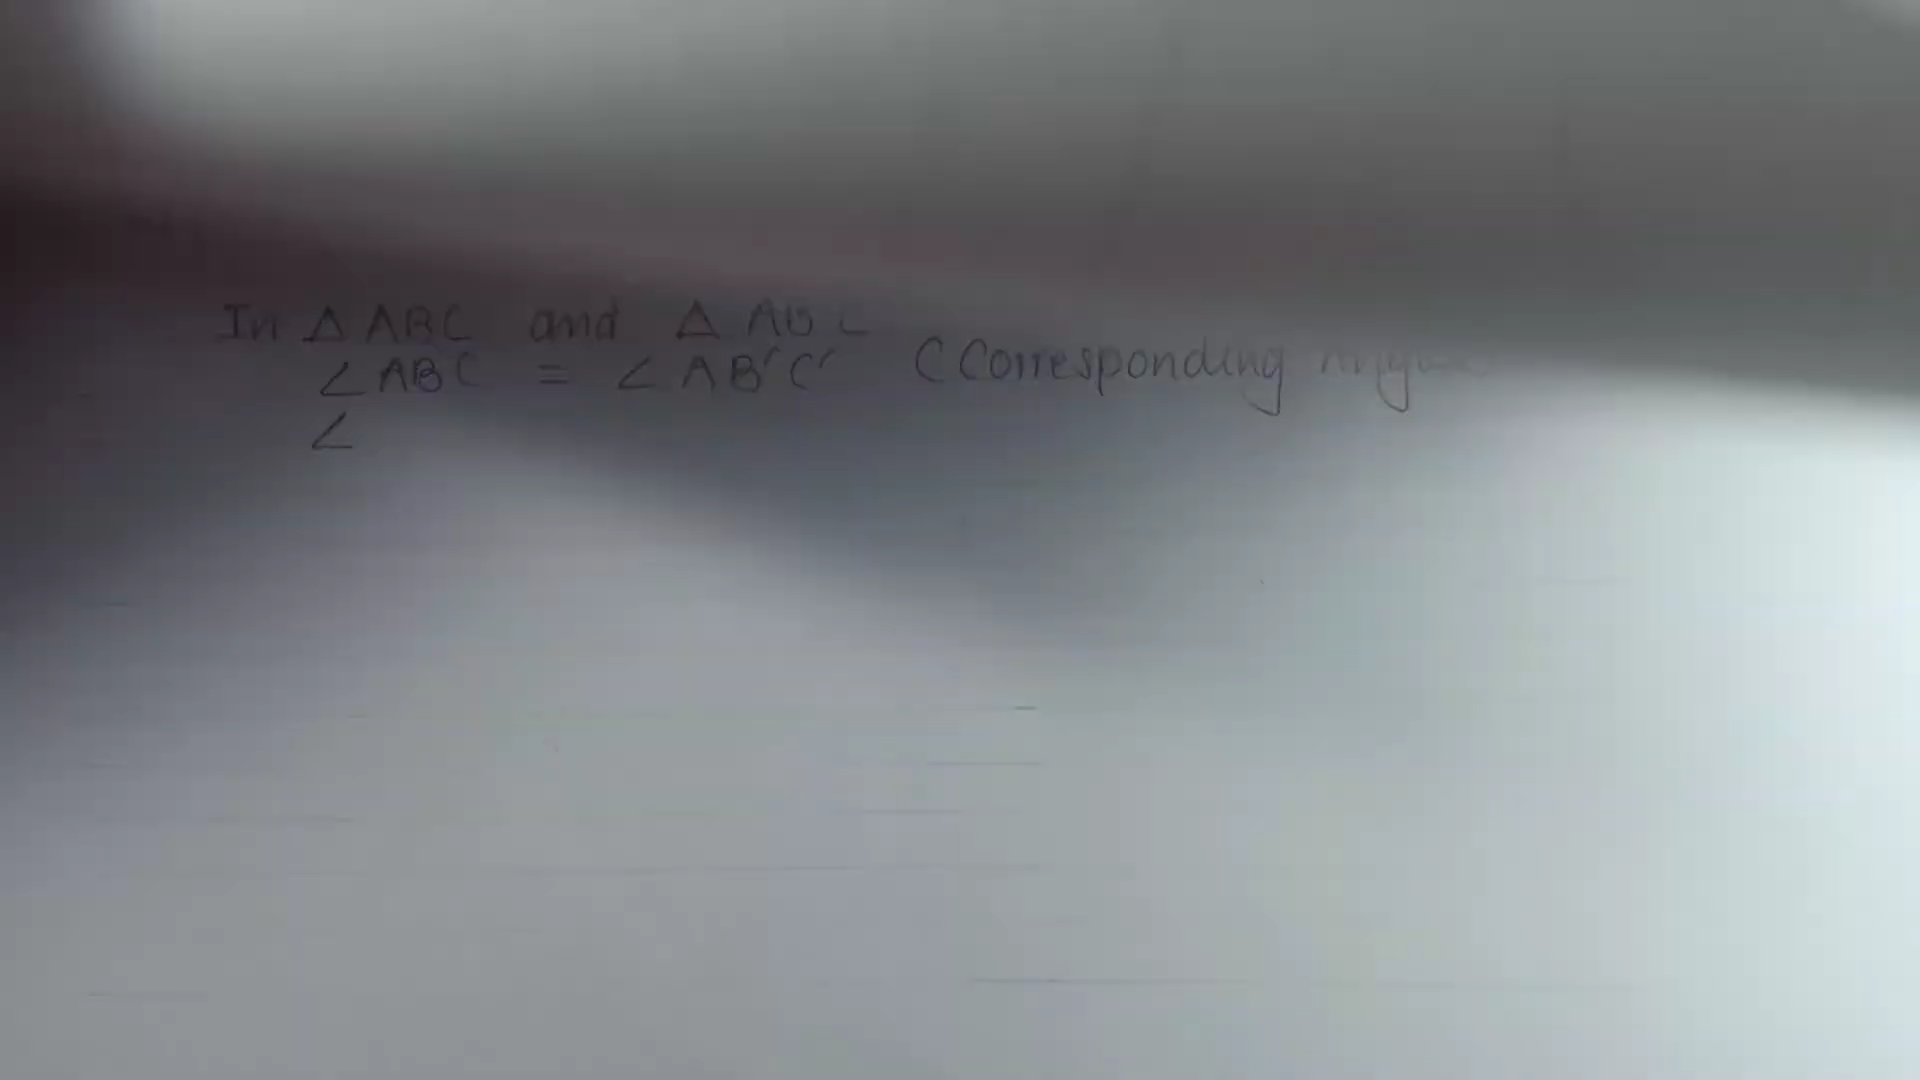 In △ ABC and △ AB C
∠ ABC = ∠ AB'C' (Corresponding
∠